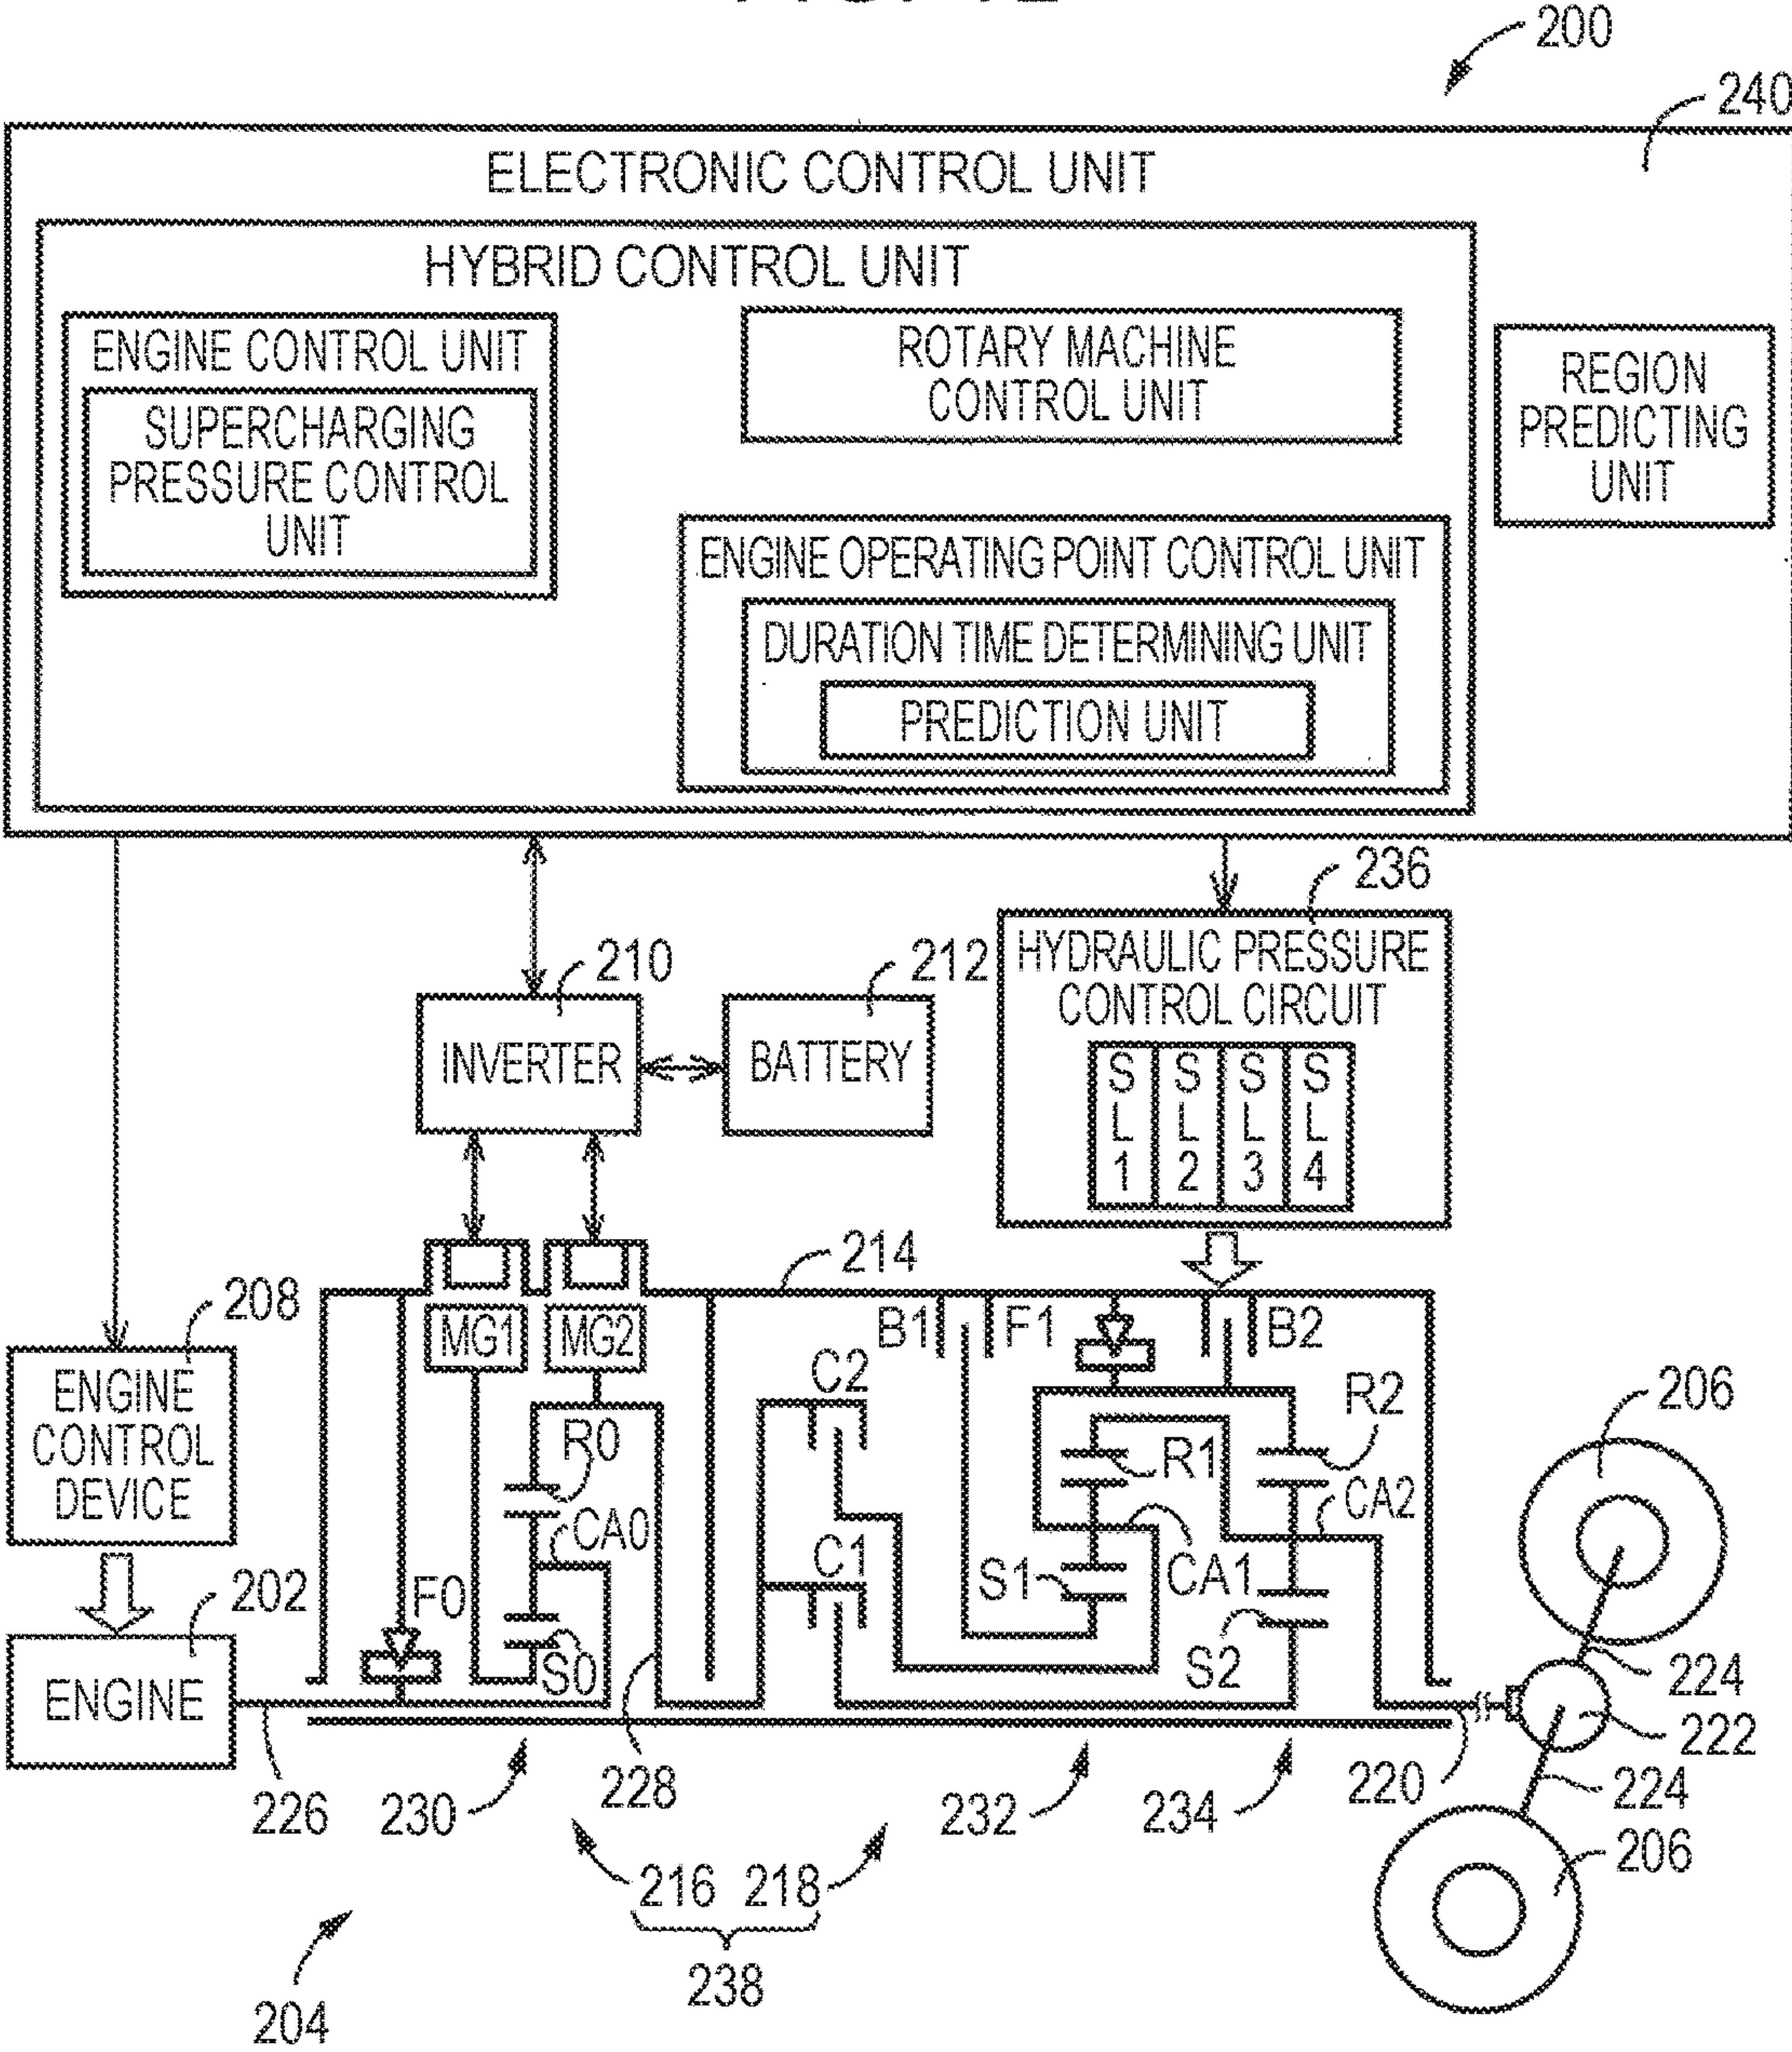 200
240
ELECTRONIC CONTROL UNIT
HYBRID CONTROL UNIT
ENGINE CONTROL UNIT
SUPERCHARGING
PRESSURE CONTROL
UNIT
ROTARY MACHINE
CONTROL UNIT
REGION
PREDICTING
UNIT
ENGINE OPERATING POINT CONTROL UNIT
DURATION TIME DETERMINING UNIT
PREDICTION UNIT
236
210
212
HYDRAULIC PRESSURE
CONTROL CIRCUIT
INVERTER
BATTERY
SL1
SL2
SL3
SL4
214
208
MG1
MG2
B1
F1
B2
ENGINE
CONTROL
DEVICE
C2
R2
206
R0
R1
CA0
CA2
C1
S1
CA1
202
F0
S0
S2
ENGINE
224
222
226
230
228
232
234
220
224
206
216
218
238
204